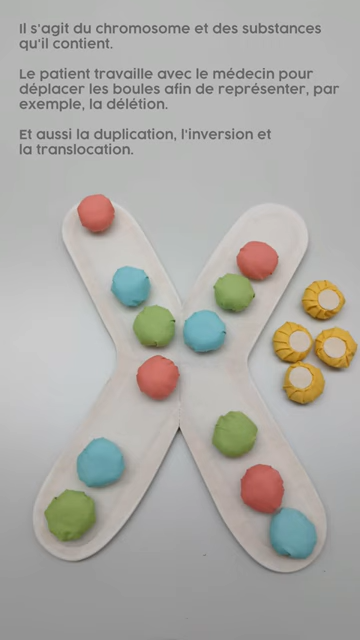 Il s'agit du chromosome et des substances
qu'il contient.
Le patient travaille avec le médecin pour
déplacer les boules afin de représenter, par
exemple, la délétion.
Et aussi la duplication, l'inversion et
la translocation.